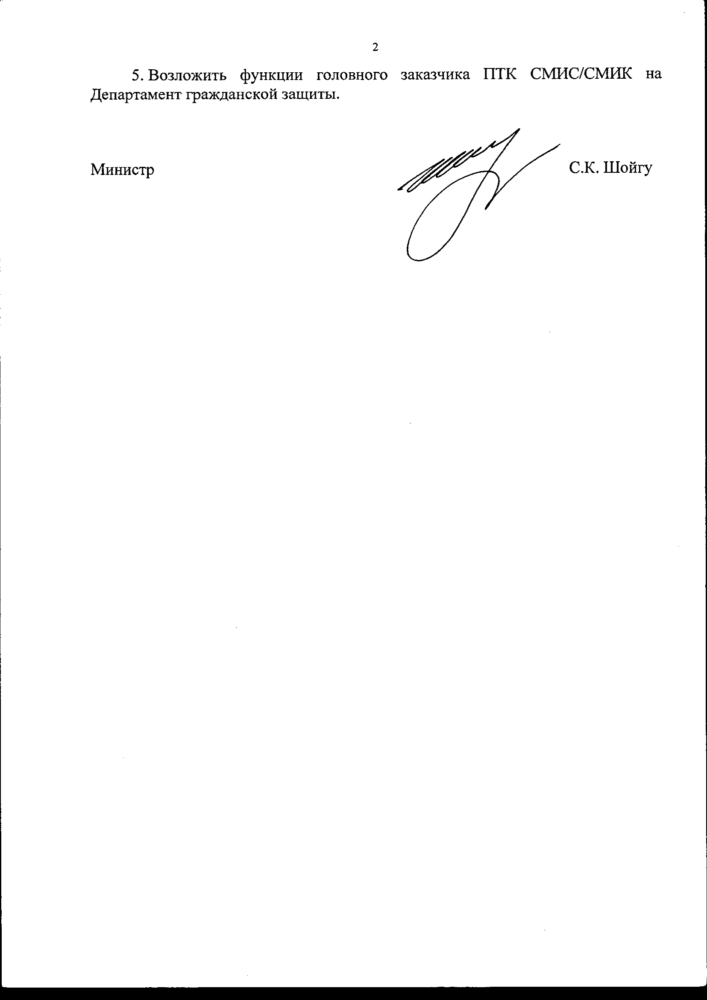 2
5. Возложить функции головного заказчика ПТК СМИС/СМИК на
Департамент гражданской защиты.
Министр
С.К. Шойгу